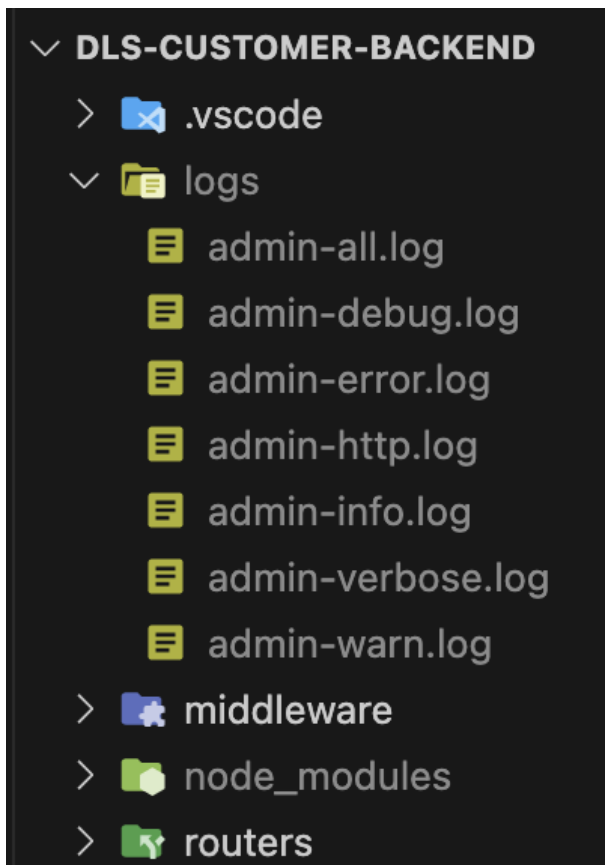 DLS-CUSTOMER-BACKEND
.vscode
logs
admin-all.log
admin-debug.log
admin-error.log
admin-http.log
admin-info.log
admin-verbose.log
admin-warn.log
middleware
node_modules
routers